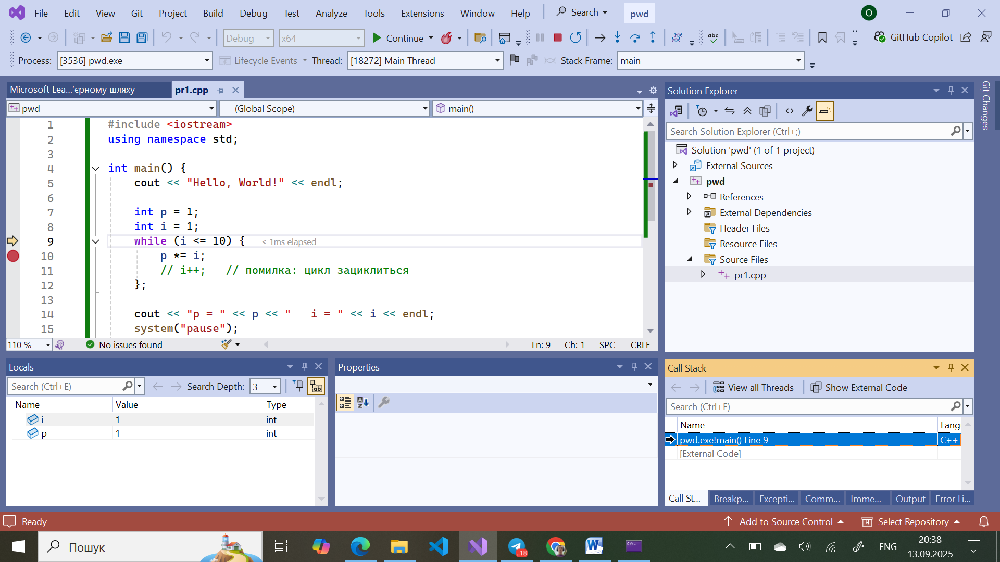 File Edit View Git Project Build Debug Test Analyze Tools Extensions Window Help Search pwd O
Debug x64 Continue abc GitHub Copilot
Process: [3536] pwd.exe Lifecycle Events Thread: [18272] Main Thread Stack Frame: main
Microsoft Lea...'єрному шляху pr1.cpp
pwd (Global Scope) main()
1 #include <iostream>
2 using namespace std;
3
4 int main() {
5 cout << "Hello, World!" << endl;
6
7 int p = 1;
8 int i = 1;
9 while (i <= 10) { ≤ 1ms elapsed
10 p *= i;
11 // i++; // помилка: цикл зациклиться
12 };
13
14 cout << "p = " << p << "   i = " << i << endl;
15 system("pause");
110 % No issues found Ln: 9 Ch: 1 SPC CRLF
Solution Explorer
Search Solution Explorer (Ctrl+;)
Solution 'pwd' (1 of 1 project)
External Sources
pwd
References
External Dependencies
Header Files
Resource Files
Source Files
pr1.cpp
Git Changes
Locals
Search (Ctrl+E) Search Depth: 3
Name Value Type
i 1 int
p 1 int
Properties
Call Stack
View all Threads Show External Code
Search (Ctrl+E)
Name Lang
pwd.exe!main() Line 9 C++
[External Code]
Call St... Breakp... Excepti... Comm... Imme... Output Error Li...
Ready Add to Source Control Select Repository
Пошук ..18 ENG 20:38
13.09.2025